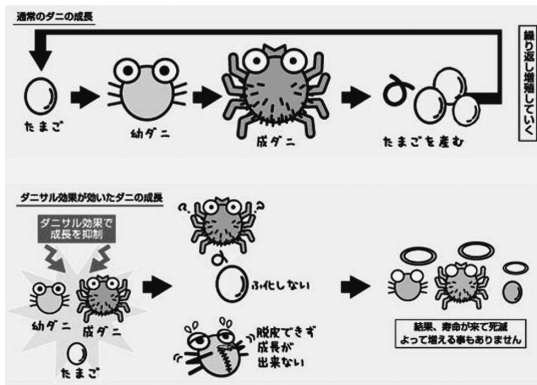 通常のダニの成長
たまご
幼ダニ
成ダニ
たまごを産む
繰り返し増殖していく
ダニサル効果が効いたダニの成長
ダニサル効果で
成長を抑制
幼ダニ
成ダニ
たまご
ふ化しない
脱皮できず
成長が
出来ない
結果、寿命が来て死滅
よって増える事もありません